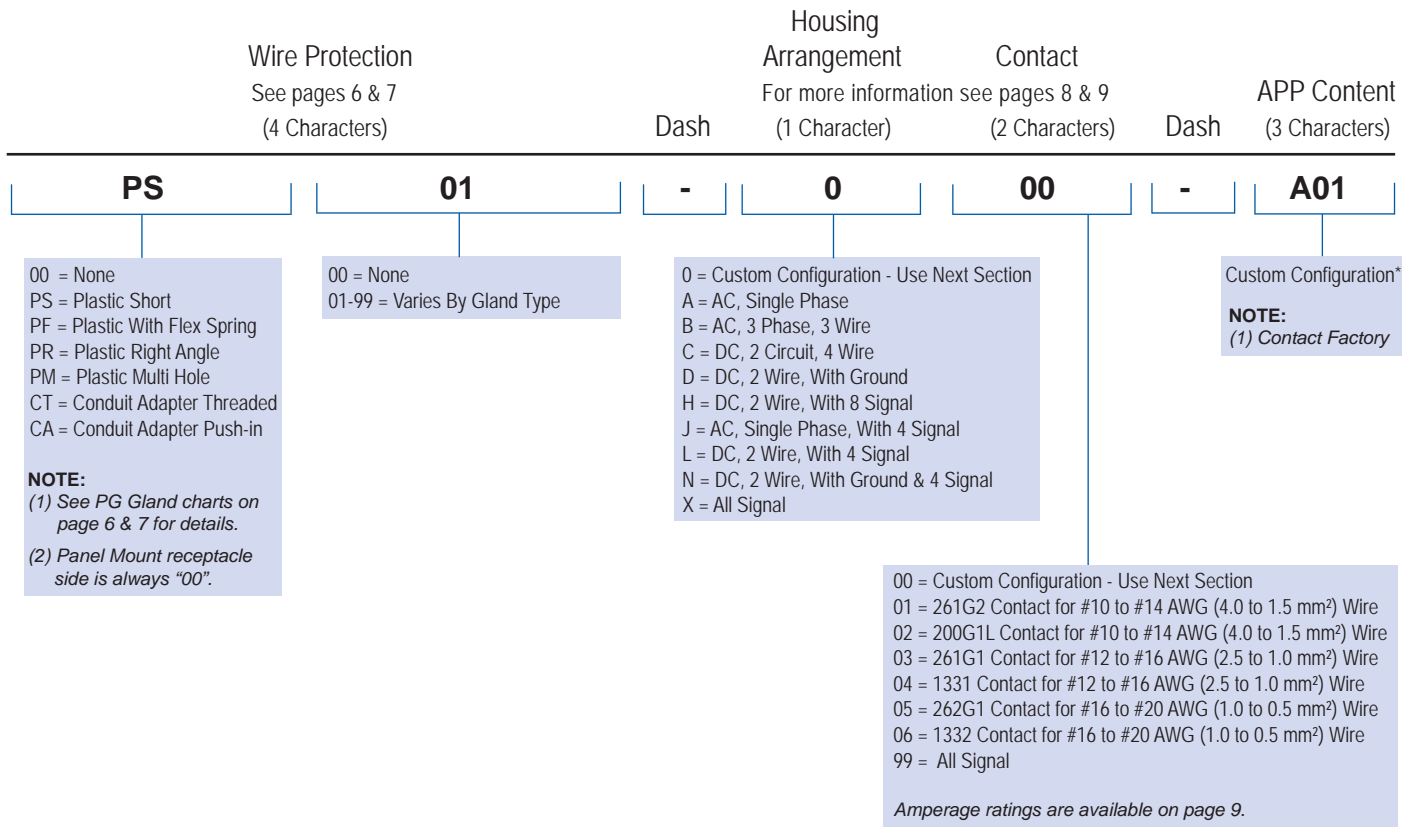 Housing
Wire Protection Arrangement Contact
See pages 6 & 7 For more information see pages 8 & 9 APP Content
(4 Characters) Dash (1 Character) (2 Characters) Dash (3 Characters)
PS 01 - 0 00 - A01
00 = None
PS = Plastic Short
PF = Plastic With Flex Spring
PR = Plastic Right Angle
PM = Plastic Multi Hole
CT = Conduit Adapter Threaded
CA = Conduit Adapter Push-in
NOTE:
(1) See PG Gland charts on
page 6 & 7 for details.
(2) Panel Mount receptacle
side is always “00”.
00 = None
01-99 = Varies By Gland Type
0 = Custom Configuration - Use Next Section
A = AC, Single Phase
B = AC, 3 Phase, 3 Wire
C = DC, 2 Circuit, 4 Wire
D = DC, 2 Wire, With Ground
H = DC, 2 Wire, With 8 Signal
J = AC, Single Phase, With 4 Signal
L = DC, 2 Wire, With 4 Signal
N = DC, 2 Wire, With Ground & 4 Signal
X = All Signal
00 = Custom Configuration - Use Next Section
01 = 261G2 Contact for #10 to #14 AWG (4.0 to 1.5 mm²) Wire
02 = 200G1L Contact for #10 to #14 AWG (4.0 to 1.5 mm²) Wire
03 = 261G1 Contact for #12 to #16 AWG (2.5 to 1.0 mm²) Wire
04 = 1331 Contact for #12 to #16 AWG (2.5 to 1.0 mm²) Wire
05 = 262G1 Contact for #16 to #20 AWG (1.0 to 0.5 mm²) Wire
06 = 1332 Contact for #16 to #20 AWG (1.0 to 0.5 mm²) Wire
99 = All Signal
Amperage ratings are available on page 9.
Custom Configuration*
NOTE:
(1) Contact Factory